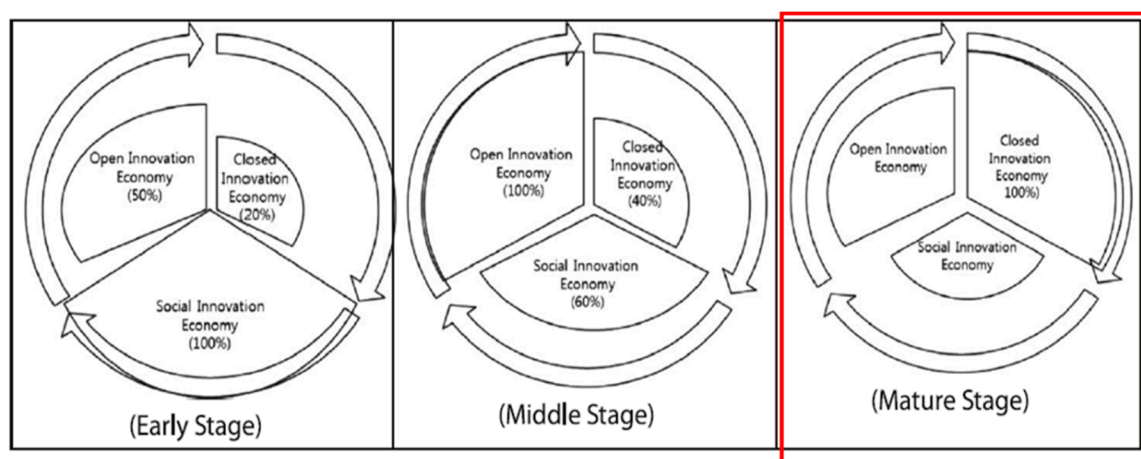 Open Innovation
Economy
(50%)
Closed
Innovation
Economy
(20%)
Social Innovation
Economy
(100%)
(Early Stage)
Open Innovation
Economy
(100%)
Closed
Innovation
Economy
(40%)
Social Innovation
Economy
(60%)
(Middle Stage)
Open Innovation
Economy
Closed
Innovation
Economy
100%)
Social Innovation
Economy
(Mature Stage)